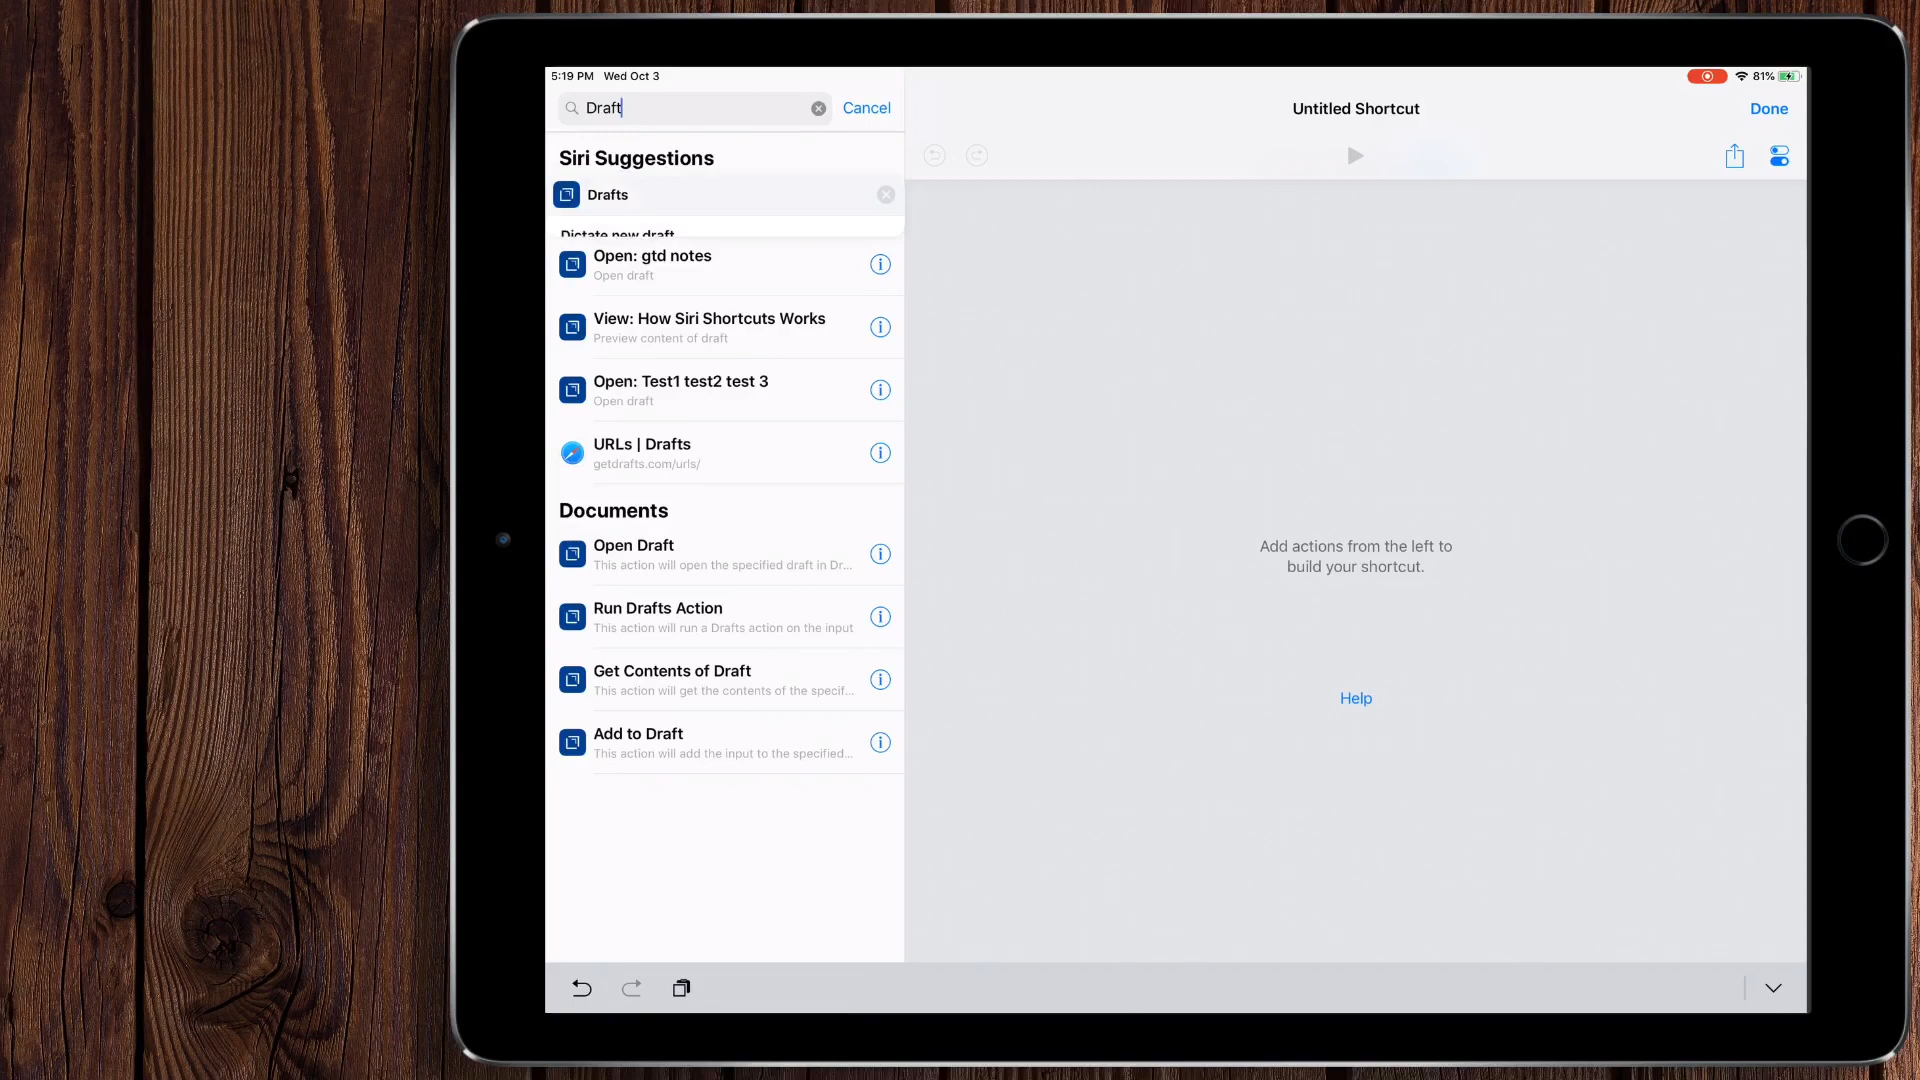 5:19 PM Wed Oct 3
81%
Draft
Cancel
Untitled Shortcut
Done
Siri Suggestions
Drafts
Dictate new draft
Open: gtd notes
Open draft
View: How Siri Shortcuts Works
Preview content of draft
Open: Test1 test2 test 3
Open draft
URLs | Drafts
getdrafts.com/urls/
Documents
Open Draft
This action will open the specified draft in Dr...
Run Drafts Action
This action will run a Drafts action on the input
Get Contents of Draft
This action will get the contents of the specif...
Add to Draft
This action will add the input to the specified...
Add actions from the left to
build your shortcut.
Help